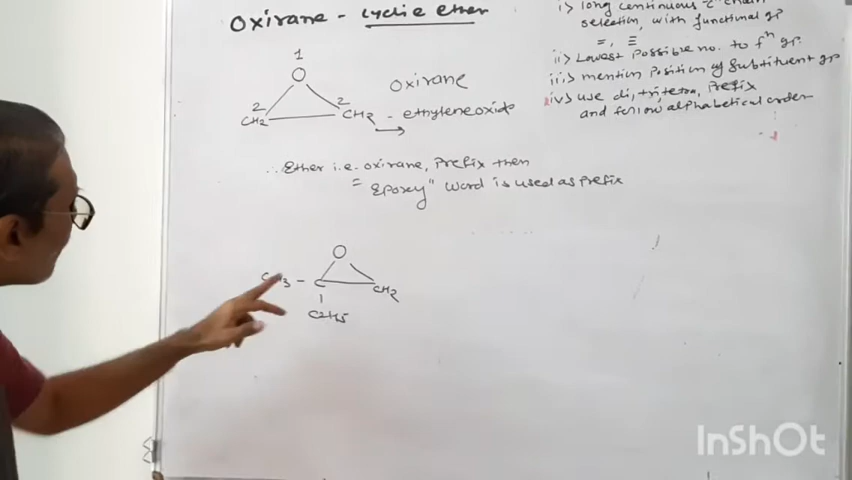 Oxirane - cyclic ether
i> long continuous "c" chain
selection, with functional gp
=, ≡
ii> Lowest possible no. to fⁿ gp.
iii> mention position of substituent gp
iv> use di, tri, tetra, prefix
and follow alphabetical order
1
O
2
CH2
2
CH2
oxirane
- ethyleneoxide
∴ Ether i.e. oxirane, Prefix then
= Epoxy" word is used as prefix
O
CH3 - C
CH2
C2H5
InShOt